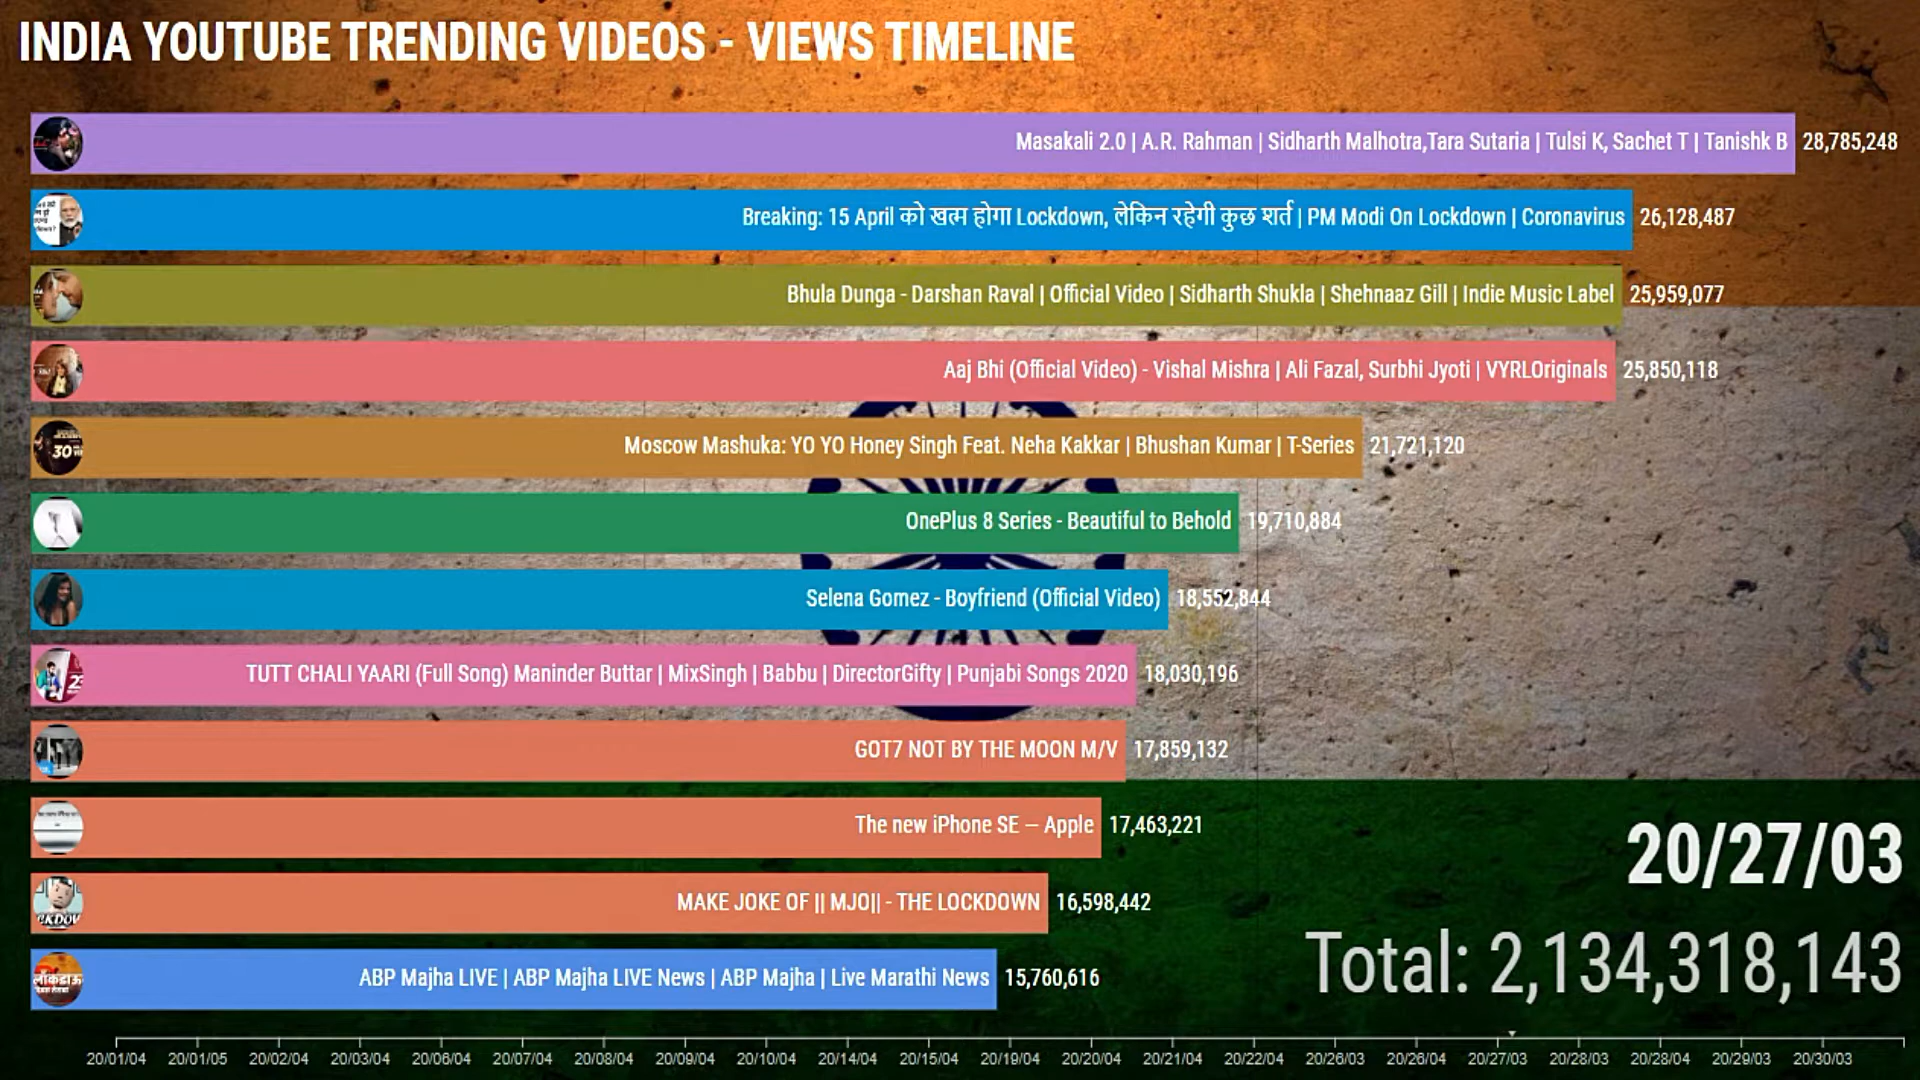 INDIA YOUTUBE TRENDING VIDEOS - VIEWS TIMELINE
Masakali 2.0 | A.R. Rahman | Sidharth Malhotra,Tara Sutaria | Tulsi K, Sachet T | Tanishk B 28,785,248
Breaking: 15 April को खत्म होगा Lockdown, लेकिन रहेगी कुछ शर्त | PM Modi On Lockdown | Coronavirus 26,128,487
Bhula Dunga - Darshan Raval | Official Video | Sidharth Shukla | Shehnaaz Gill | Indie Music Label 25,959,077
Aaj Bhi (Official Video) - Vishal Mishra | Ali Fazal, Surbhi Jyoti | VYRLOriginals 25,850,118
Moscow Mashuka: YO YO Honey Singh Feat. Neha Kakkar | Bhushan Kumar | T-Series 21,721,120
30
OnePlus 8 Series - Beautiful to Behold 19,710,884
Selena Gomez - Boyfriend (Official Video) 18,552,844
TUTT CHALI YAARI (Full Song) Maninder Buttar | MixSingh | Babbu | DirectorGifty | Punjabi Songs 2020 18,030,196
GOT7 NOT BY THE MOON M/V 17,859,132
The new iPhone SE — Apple 17,463,221
MAKE JOKE OF || MJO|| - THE LOCKDOWN 16,598,442
ABP Majha LIVE | ABP Majha LIVE News | ABP Majha | Live Marathi News 15,760,616
लॉकडाऊ
20/27/03
Total: 2,134,318,143
20/01/04 20/01/05 20/02/04 20/03/04 20/06/04 20/07/04 20/08/04 20/09/04 20/10/04 20/14/04 20/15/04 20/19/04 20/20/04 20/21/04 20/22/04 20/26/03 20/26/04 20/27/03 20/28/03 20/28/04 20/29/03 20/30/03